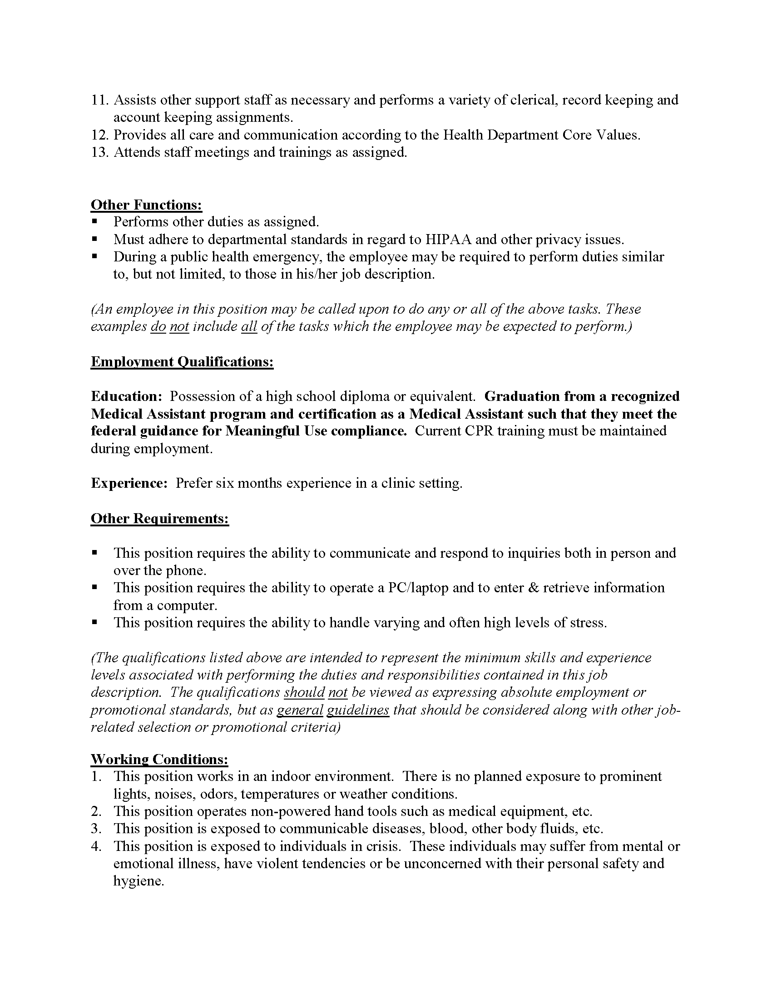 11. Assists other support staff as necessary and performs a variety of clerical, record keeping and
account keeping assignments.
12. Provides all care and communication according to the Health Department Core Values.
13. Attends staff meetings and trainings as assigned.
Other Functions:
▪ Performs other duties as assigned.
▪ Must adhere to departmental standards in regard to HIPAA and other privacy issues.
▪ During a public health emergency, the employee may be required to perform duties similar
to, but not limited, to those in his/her job description.
(An employee in this position may be called upon to do any or all of the above tasks. These
examples do not include all of the tasks which the employee may be expected to perform.)
Employment Qualifications:
Education: Possession of a high school diploma or equivalent. Graduation from a recognized
Medical Assistant program and certification as a Medical Assistant such that they meet the
federal guidance for Meaningful Use compliance. Current CPR training must be maintained
during employment.
Experience: Prefer six months experience in a clinic setting.
Other Requirements:
▪ This position requires the ability to communicate and respond to inquiries both in person and
over the phone.
▪ This position requires the ability to operate a PC/laptop and to enter & retrieve information
from a computer.
▪ This position requires the ability to handle varying and often high levels of stress.
(The qualifications listed above are intended to represent the minimum skills and experience
levels associated with performing the duties and responsibilities contained in this job
description. The qualifications should not be viewed as expressing absolute employment or
promotional standards, but as general guidelines that should be considered along with other job-
related selection or promotional criteria)
Working Conditions:
1. This position works in an indoor environment. There is no planned exposure to prominent
lights, noises, odors, temperatures or weather conditions.
2. This position operates non-powered hand tools such as medical equipment, etc.
3. This position is exposed to communicable diseases, blood, other body fluids, etc.
4. This position is exposed to individuals in crisis. These individuals may suffer from mental or
emotional illness, have violent tendencies or be unconcerned with their personal safety and
hygiene.